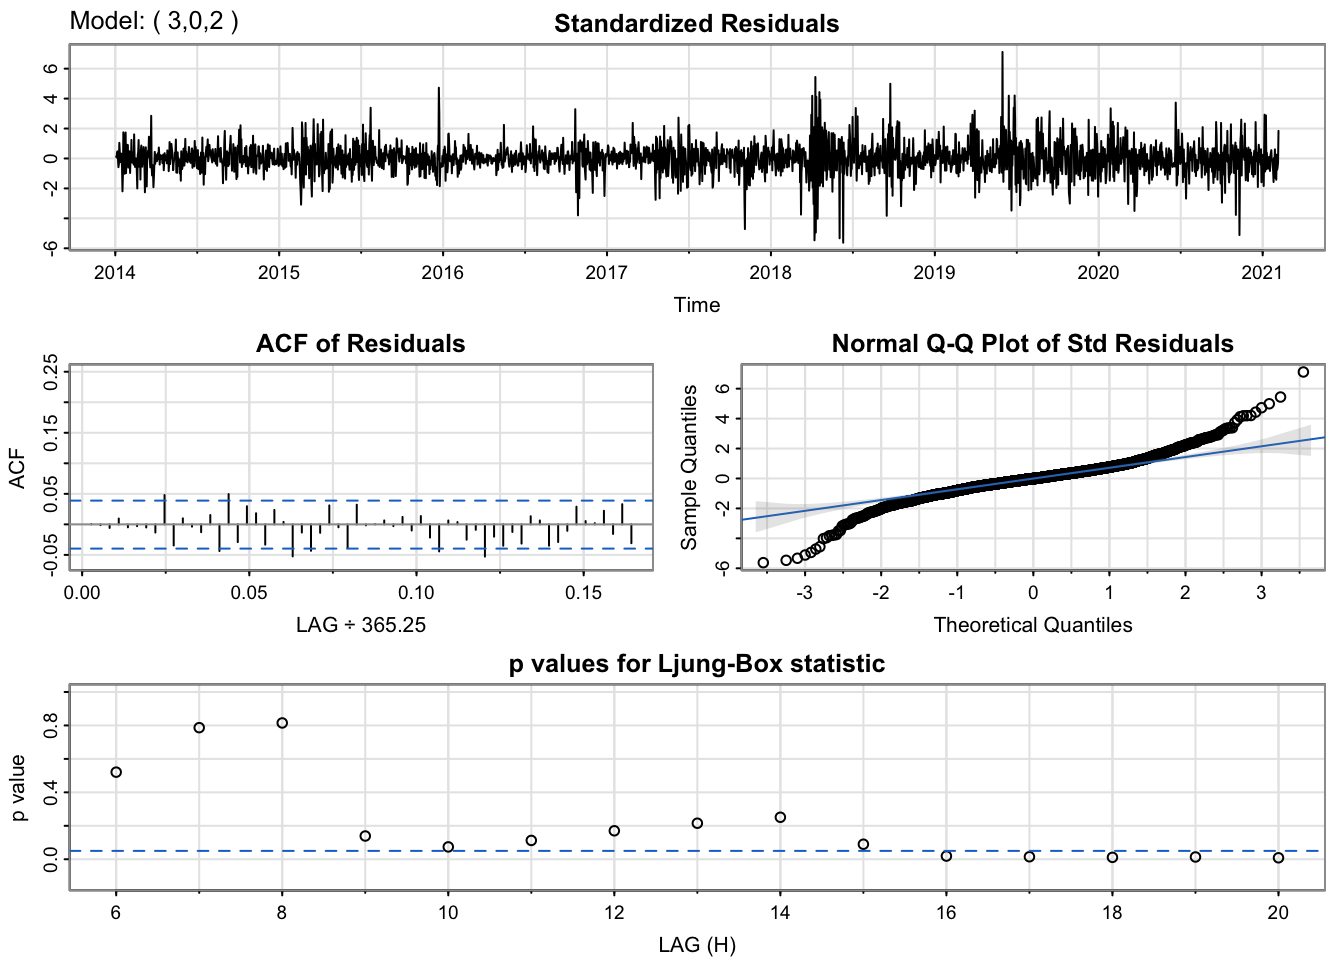 Model: ( 3,0,2 )
Standardized Residuals
6
4
2
0
-2
-6
2014 2015 2016 2017 2018 2019 2020 2021
Time
ACF of Residuals
ACF
0.25
0.15
0.05
-0.05
0.00 0.05 0.10 0.15
LAG ÷ 365.25
Normal Q-Q Plot of Std Residuals
Sample Quantiles
6
4
2
0
-2
-6
-3 -2 -1 0 1 2 3
Theoretical Quantiles
p values for Ljung-Box statistic
p value
0.8
0.4
0.0
6 8 10 12 14 16 18 20
LAG (H)